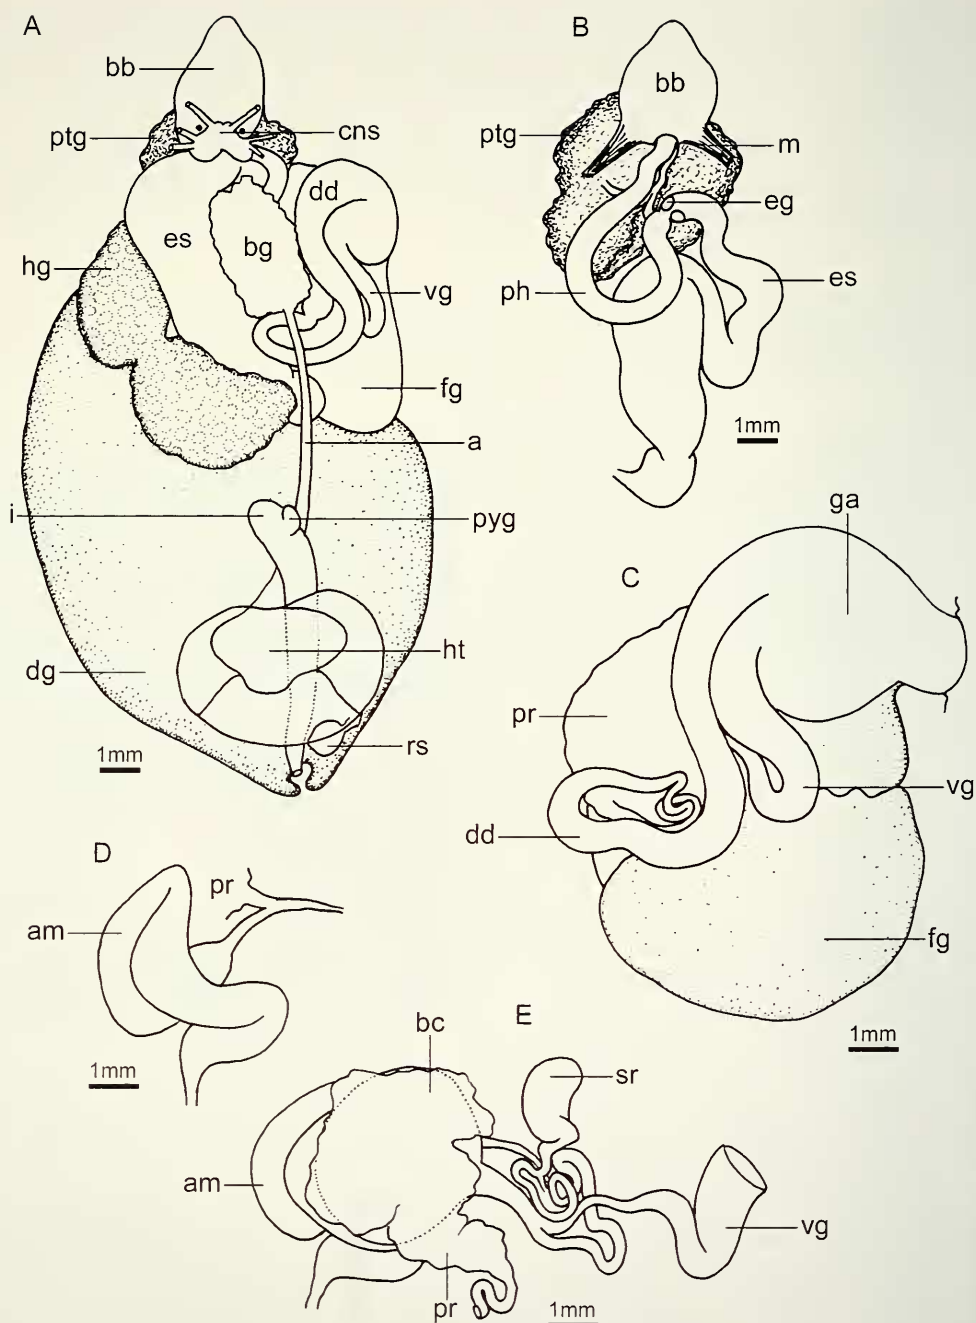 A
bb
ptg
cns
dd
es
bg
hg
vg
fg
a
i
pyg
ht
dg
rs
1mm
B
bb
ptg
m
eg
ph
es
1mm
C
ga
pr
vg
dd
fg
1mm
D
pr
am
1mm
E
bc
sr
am
vg
pr
1mm